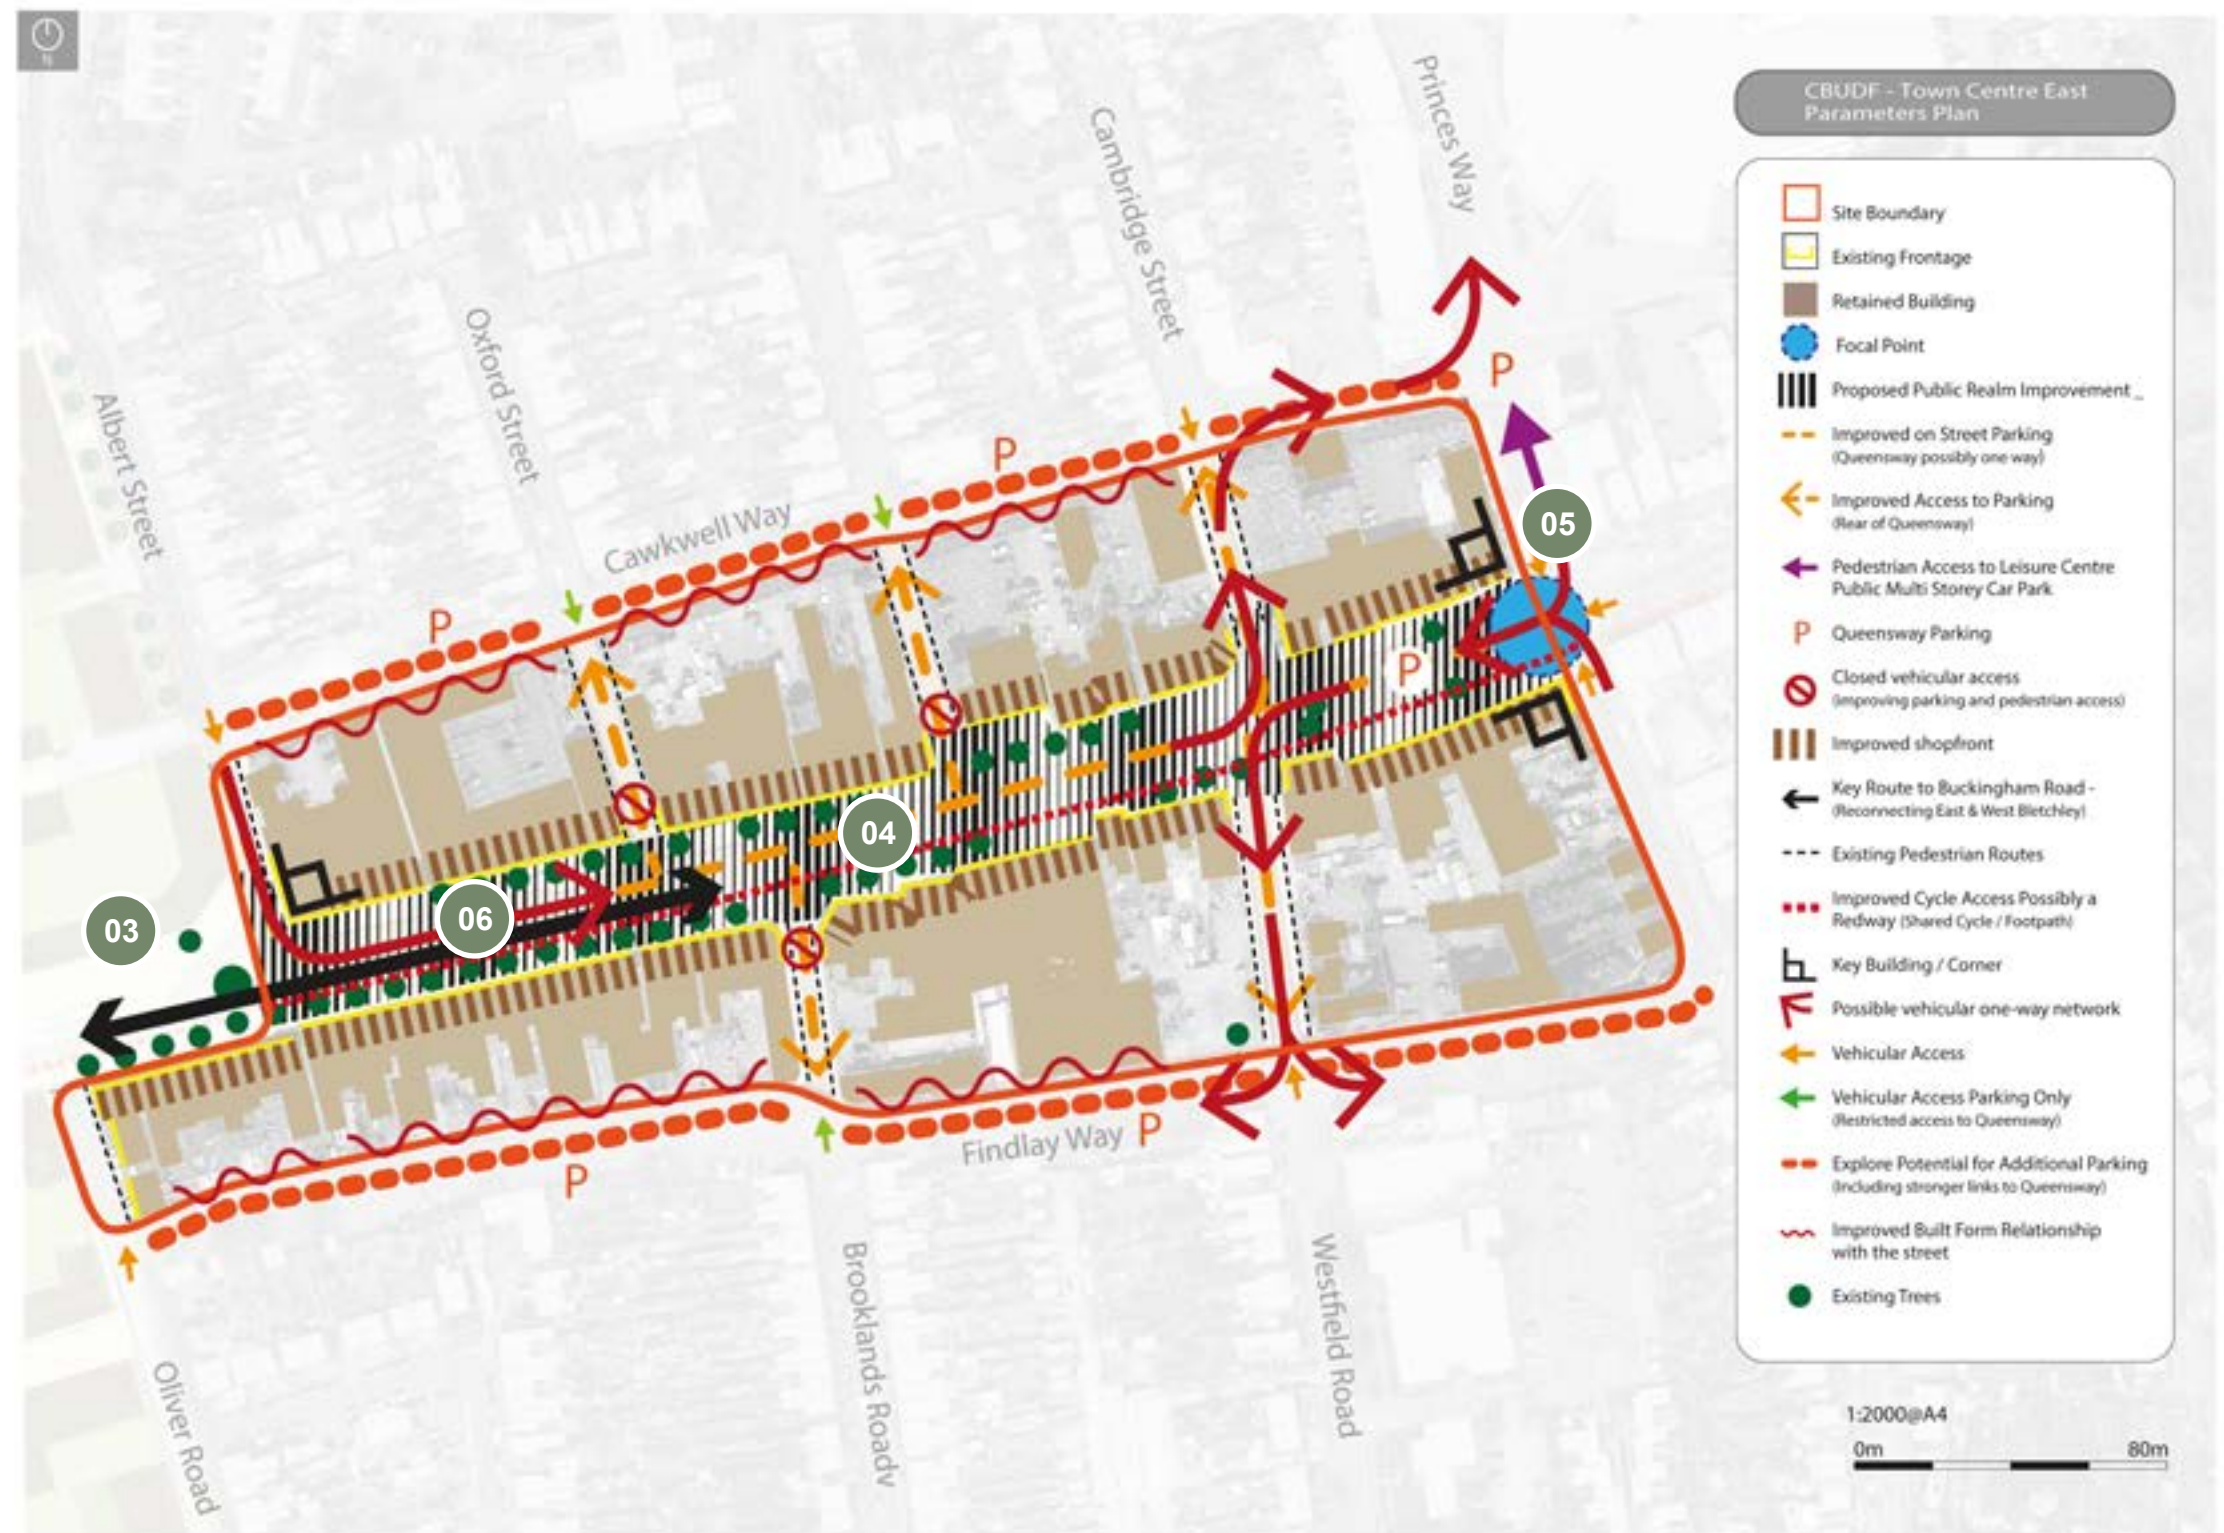 N
CBUDF - Town Centre East
Parameters Plan
Site Boundary
Existing Frontage
Retained Building
Focal Point
Proposed Public Realm Improvement _
Improved on Street Parking
(Queensway possibly one way)
Improved Access to Parking
(Rear of Queensway)
Pedestrian Access to Leisure Centre
Public Multi Storey Car Park
P Queensway Parking
Closed vehicular access
(improving parking and pedestrian access)
Improved shopfront
Key Route to Buckingham Road -
(Reconnecting East & West Bletchley)
Existing Pedestrian Routes
Improved Cycle Access Possibly a
Redway (Shared Cycle / Footpath)
Key Building / Corner
Possible vehicular one-way network
Vehicular Access
Vehicular Access Parking Only
(Restricted access to Queensway)
Explore Potential for Additional Parking
(Including stronger links to Queensway)
Improved Built Form Relationship
with the street
Existing Trees
1:2000@A4
0m 80m
Princes Way
Cambridge Street
Oxford Street
Albert Street
Cawkwell Way
P
P
P
P
P
P
05
04
06
03
Findlay Way
Brooklands Roadv
Westfield Road
Oliver Road